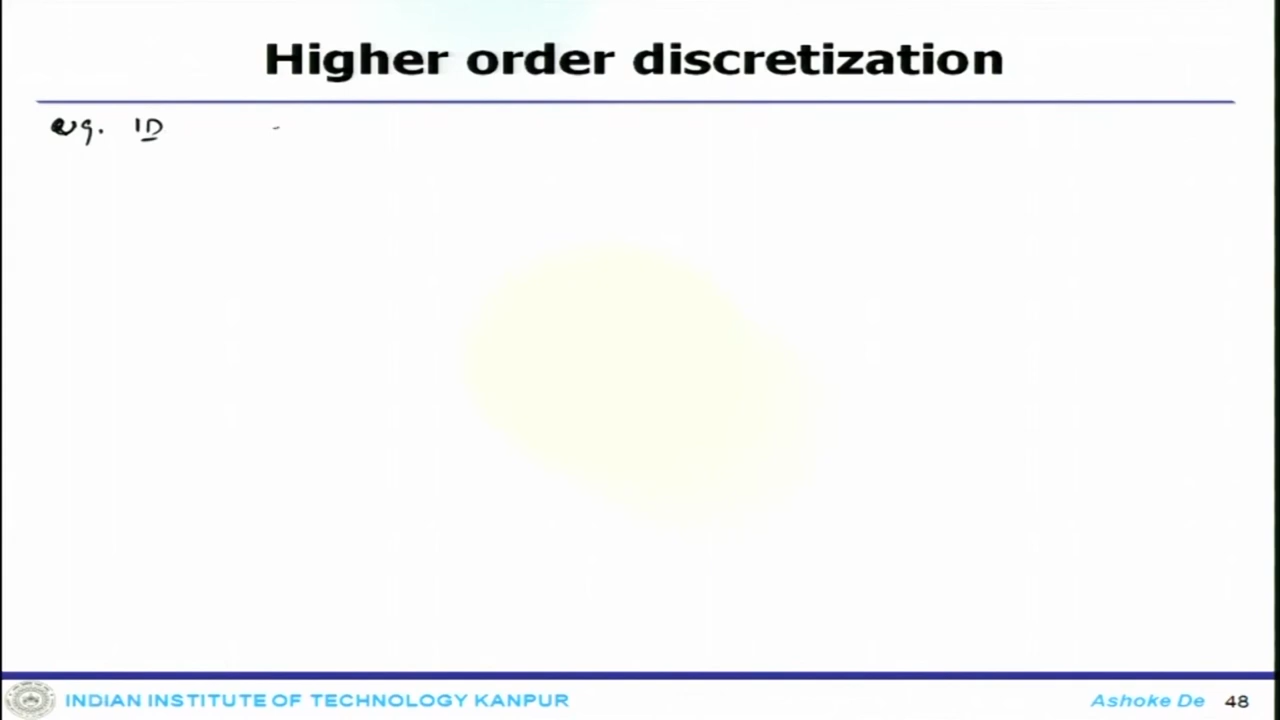 Higher order discretization
eg. 1D
INDIAN INSTITUTE OF TECHNOLOGY KANPUR
Ashoke De 48